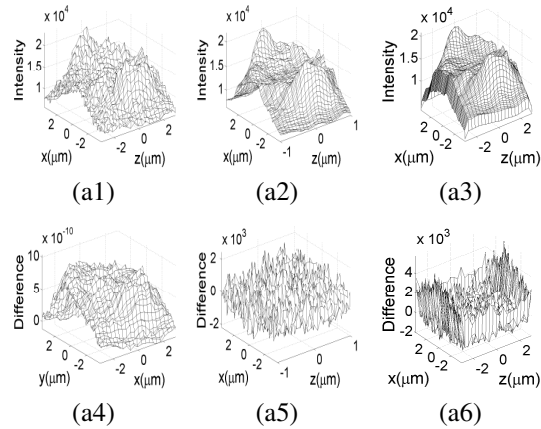 x 10^4 x 10^4 x 10^4
Intensity 2 1.5 1 x(μm) -2 0 2 z(μm) -2 0 2
Intensity 2 1.5 1 x(μm) -2 0 2 z(μm) -1 0 1
Intensity 2 1.5 1 x(μm) -2 0 2 z(μm) -2 0 2
(a1) (a2) (a3)
x 10^-10 x 10^3 x 10^3
Difference 10 5 0 y(μm) -2 0 2 x(μm) -2 0 2
Difference 2 0 -2 x(μm) -2 0 2 z(μm) -1 0 1
Difference 4 2 0 -2 x(μm) -2 0 2 z(μm) -2 0 2
(a4) (a5) (a6)